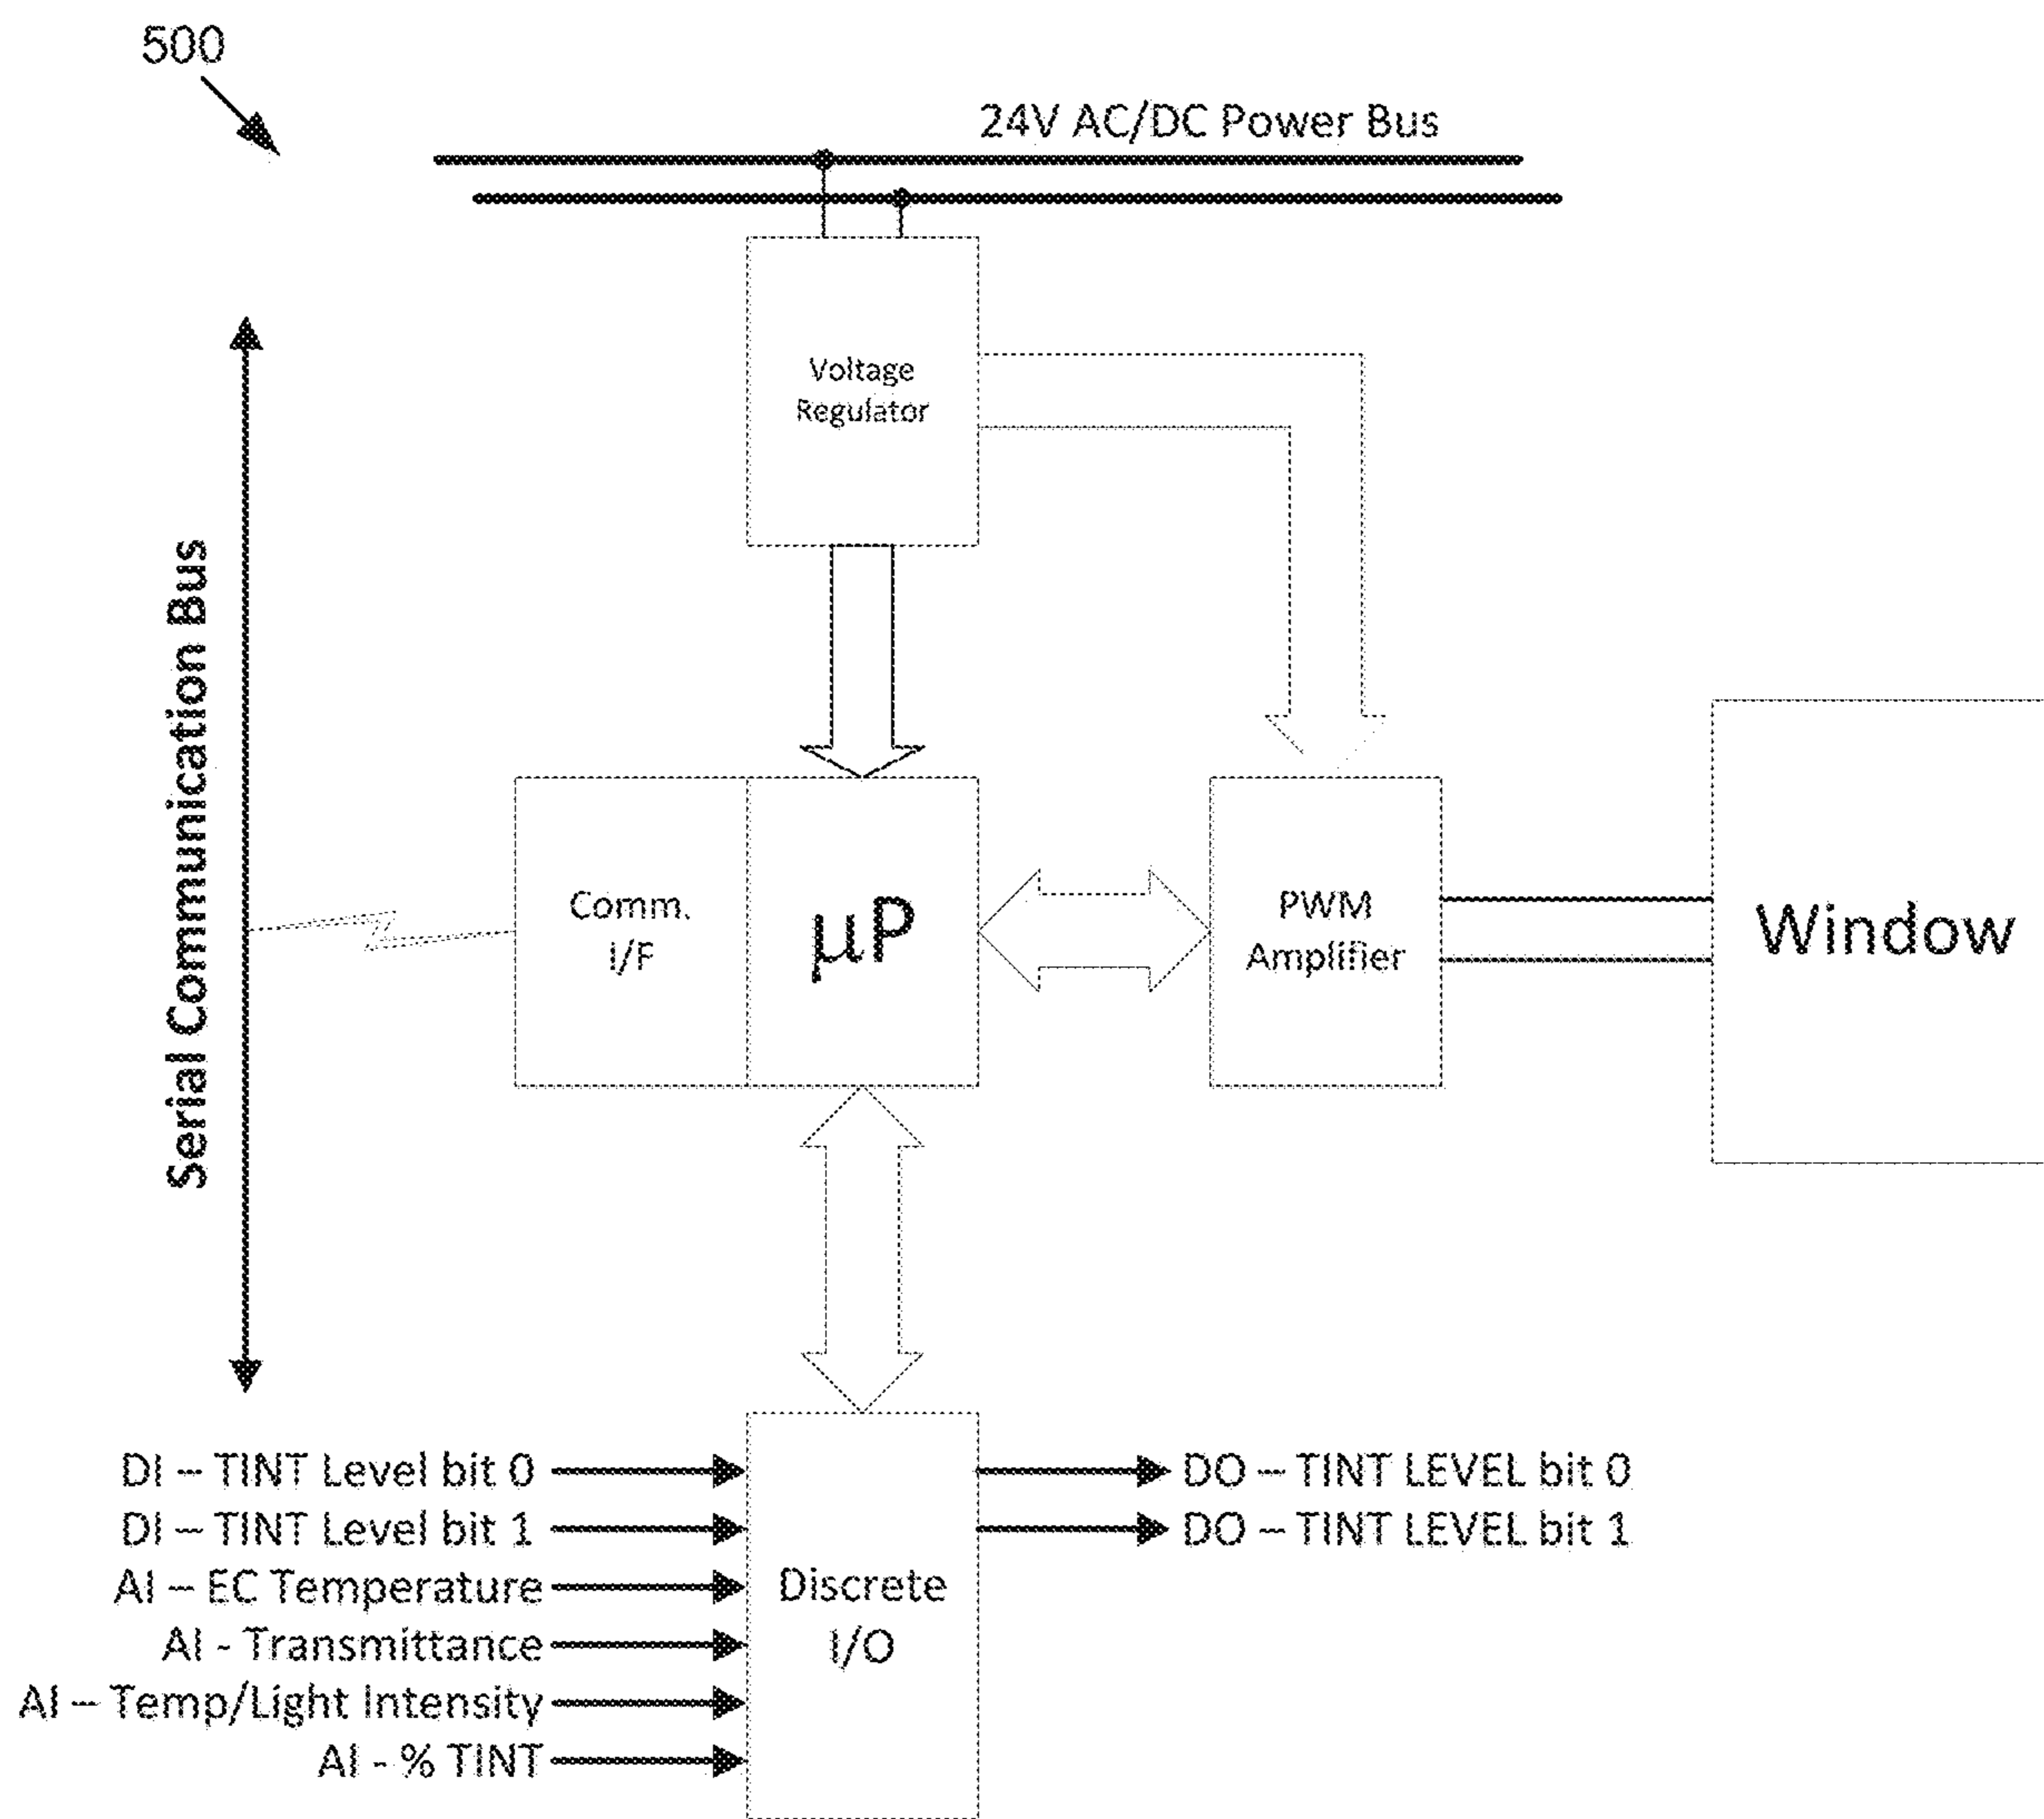 500
24V AC/DC Power Bus
Voltage
Regulator
Serial Communication Bus
Comm.
I/F
µP
PWM
Amplifier
Window
DI – TINT Level bit 0
DI – TINT Level bit 1
AI – EC Temperature
AI - Transmittance
AI – Temp/Light Intensity
AI - % TINT
Discrete
I/O
DO – TINT LEVEL bit 0
DO – TINT LEVEL bit 1